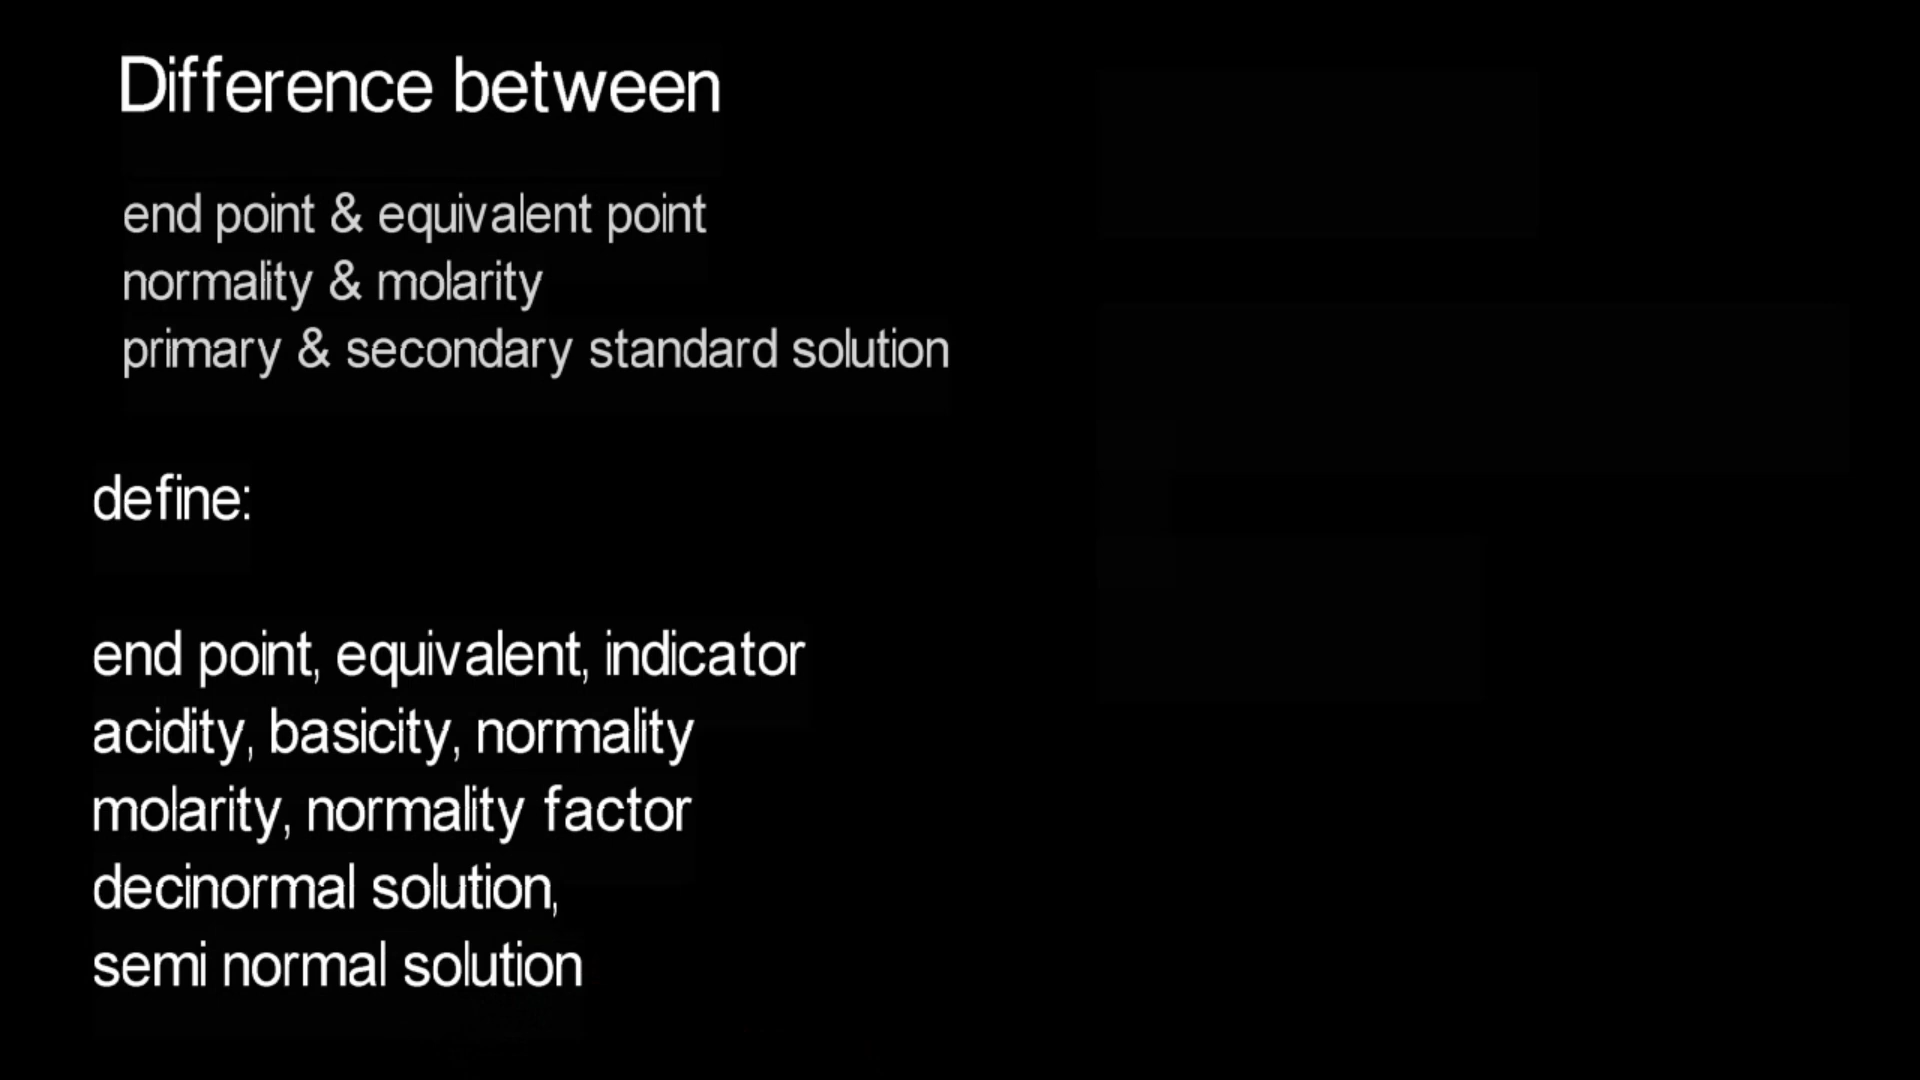 Difference between
end point & equivalent point
normality & molarity
primary & secondary standard solution
define:
end point, equivalent, indicator
acidity, basicity, normality
molarity, normality factor
decinormal solution,
semi normal solution